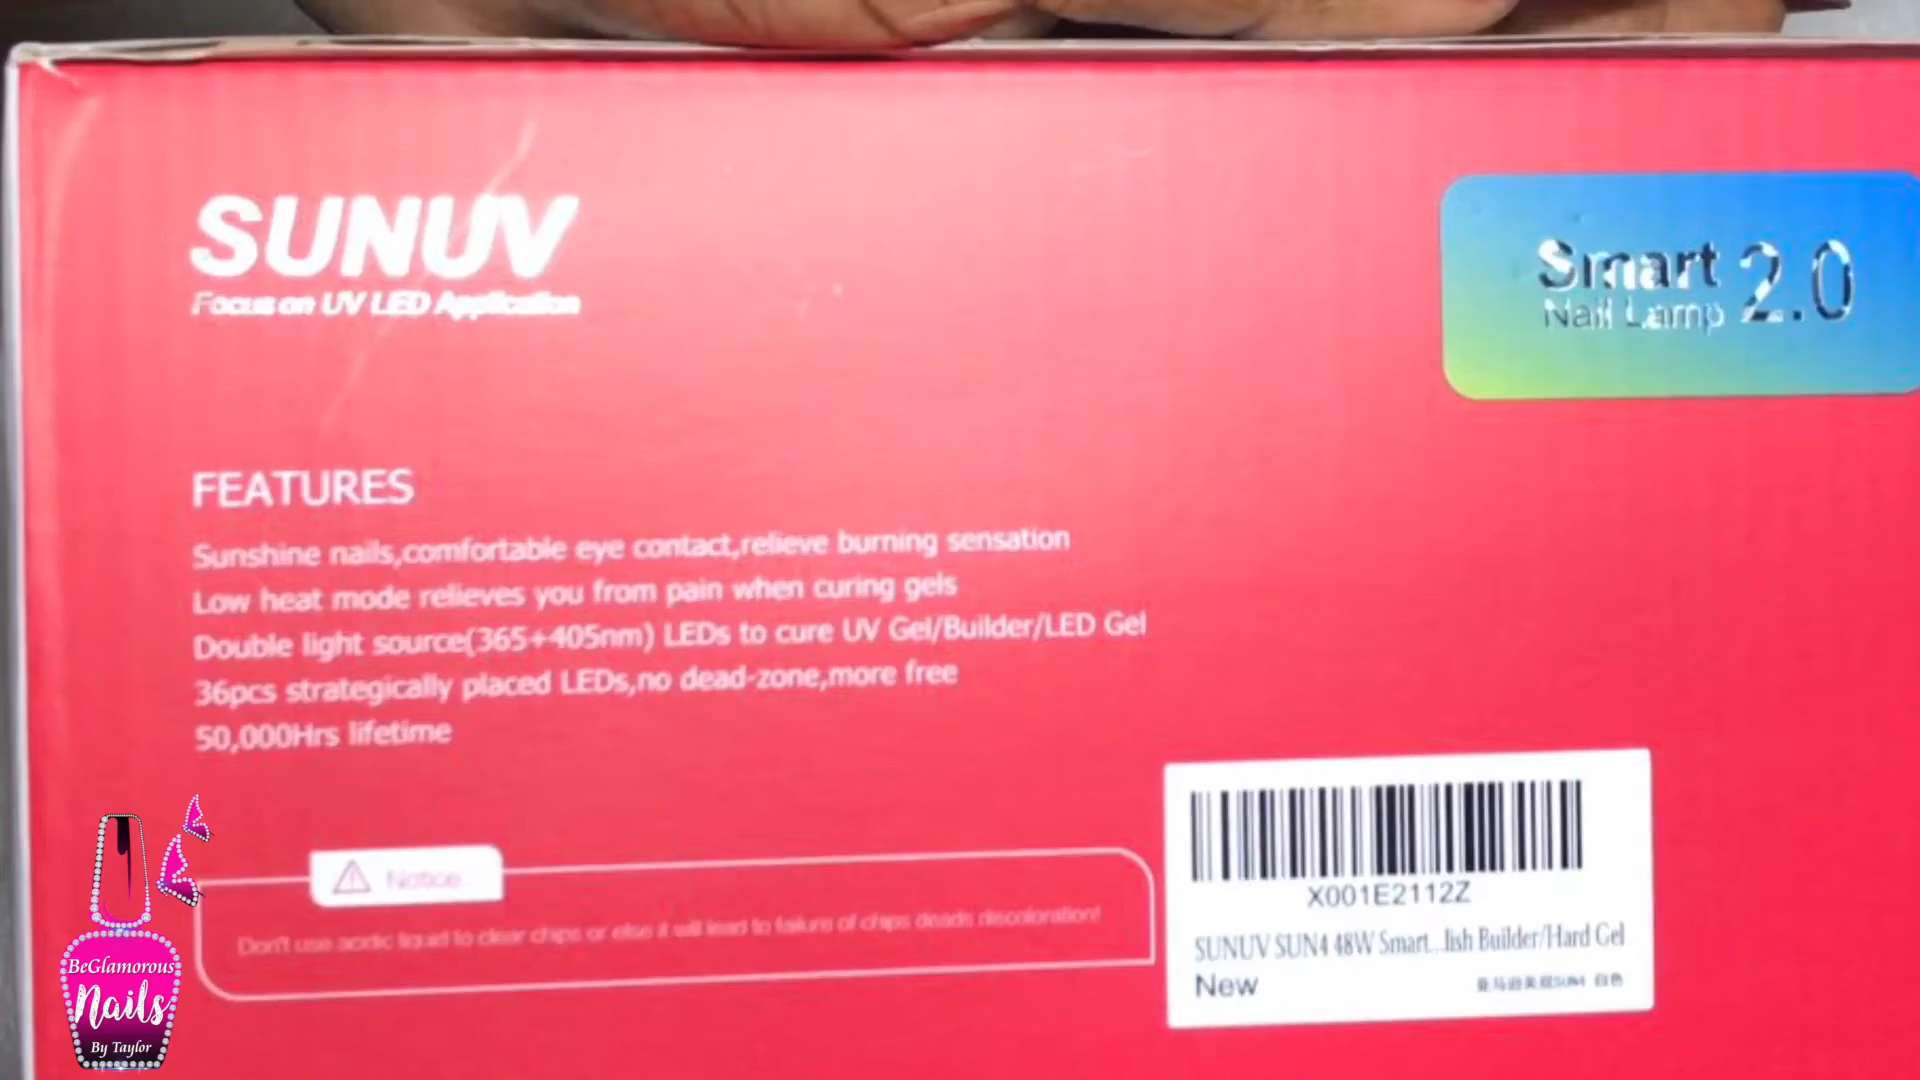 SUNUV
Focus on UV LED Application
Smart
Nail Lamp 2.0
FEATURES
Sunshine nails,comfortable eye contact,relieve burning sensation
Low heat mode relieves you from pain when curing gels
Double light source(365+405nm) LEDs to cure UV Gel/Builder/LED Gel
36pcs strategically placed LEDs,no dead-zone,more free
50,000Hrs lifetime
Notice
Don't use acidic liquid to clear chips or else it will lead to failure of chips deads discoloration!
X001E2112Z
SUNUV SUN4 48W Smart...lish Builder/Hard Gel
New
SUN4 白色
BeGlamorous
Nails
By Taylor